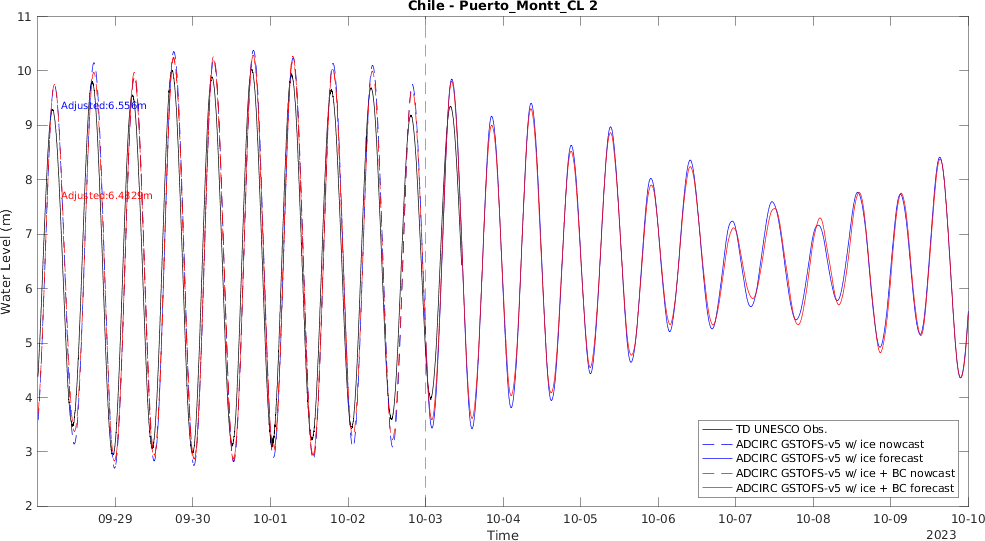 Chile - Puerto_Montt_CL 2
11
10
9
8
7
6
5
4
3
2
Water Level (m)
Adjusted:6.556m
Adjusted:6.4329m
TD UNESCO Obs.
ADCIRC GSTOFS-v5 w/ ice nowcast
ADCIRC GSTOFS-v5 w/ ice forecast
ADCIRC GSTOFS-v5 w/ ice + BC nowcast
ADCIRC GSTOFS-v5 w/ ice + BC forecast
09-29 09-30 10-01 10-02 10-03 10-04 10-05 10-06 10-07 10-08 10-09 10-10
Time
2023